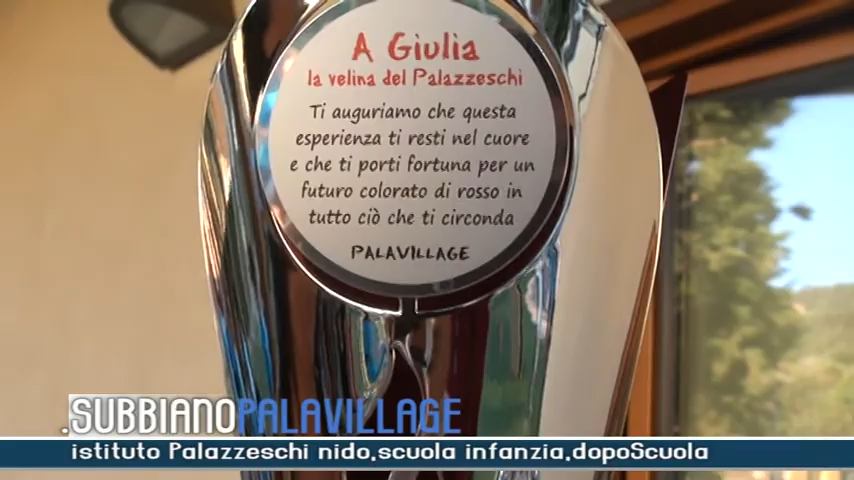 A Giulia
la velina del Palazzeschi
Ti auguriamo che questa
esperienza ti resti nel cuore
e che ti porti fortuna per un
futuro colorato di rosso in
tutto ciò che ti circonda
PALAVILLAGE
.SUBBIANOPALAVILLAGE
istituto Palazzeschi nido,scuola infanzia,dopoScuola